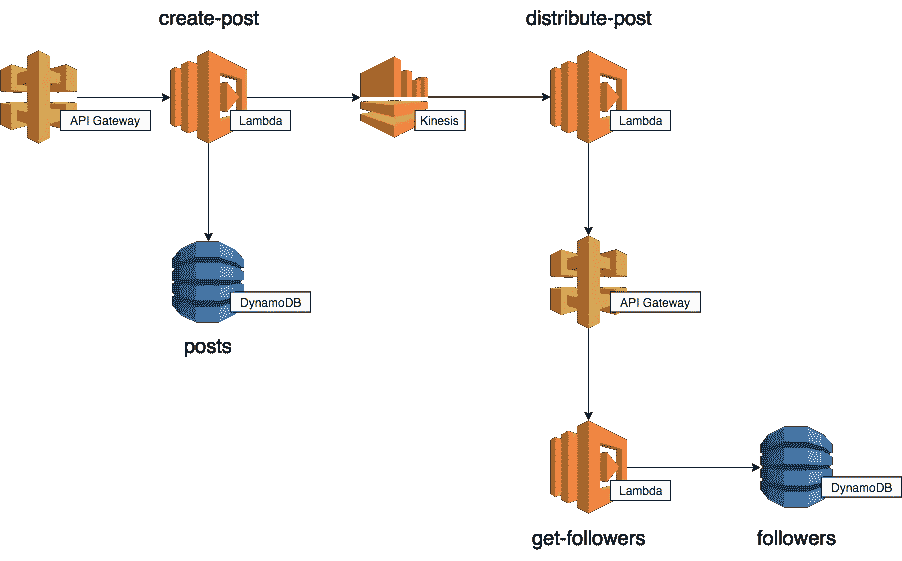 create-post
distribute-post
API Gateway
Lambda
Kinesis
Lambda
DynamoDB
API Gateway
posts
Lambda
DynamoDB
get-followers
followers